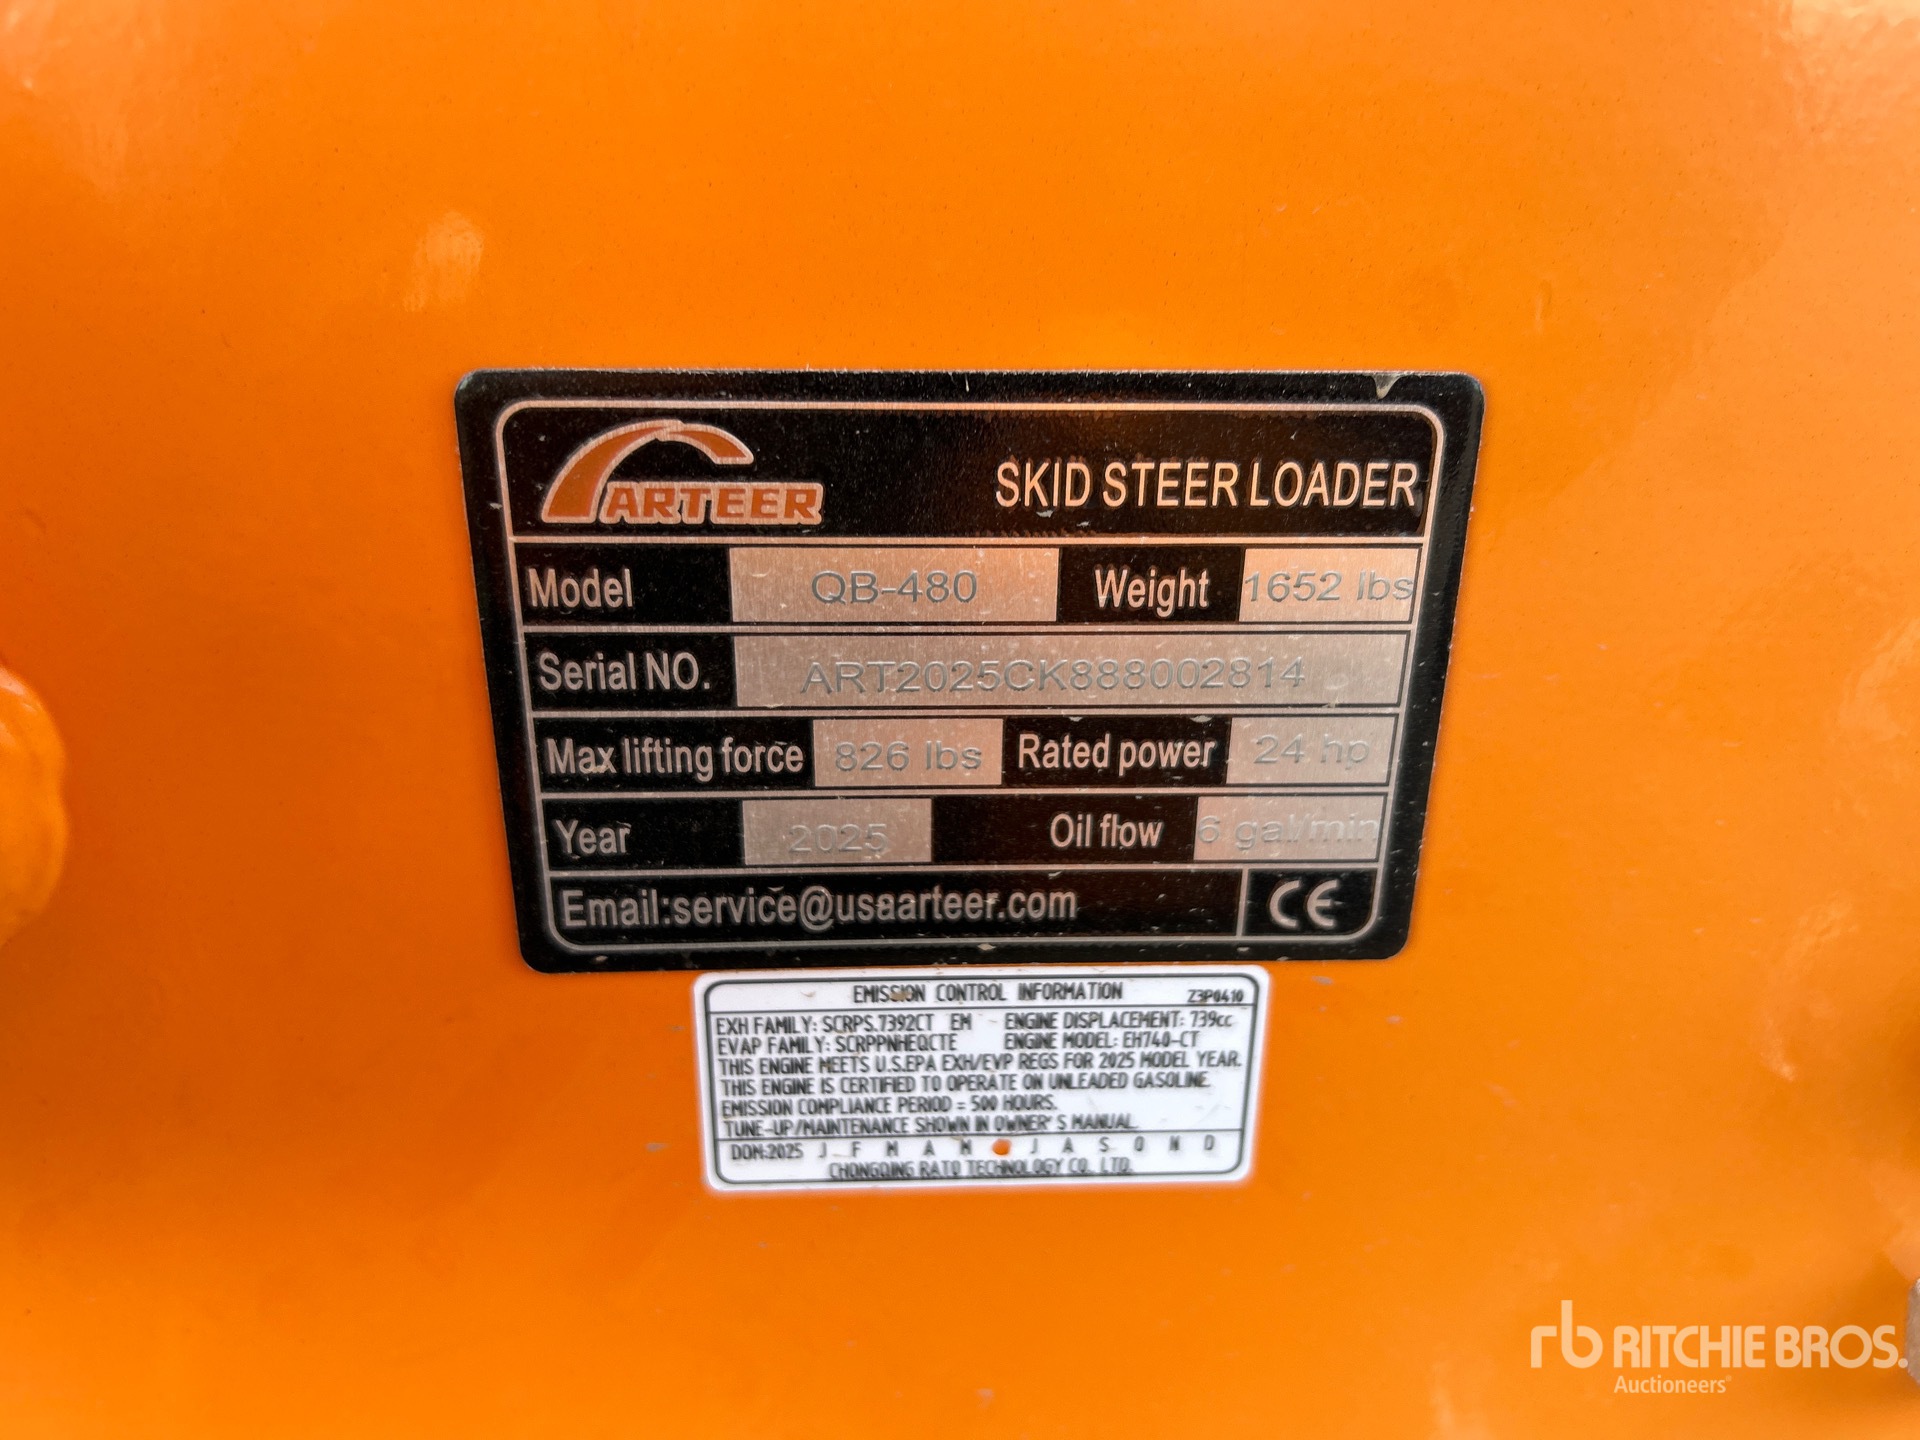 ARTEER SKID STEER LOADER
Model QB-480 Weight 1652 lbs
Serial NO. ART2025CK888002814
Max lifting force 826 lbs Rated power 24 hp
Year 2025 Oil flow 6 gal/min
Email:service@usaarteer.com CE
EMISSION CONTROL INFORMATION Z3P0410
EXH FAMILY: SCRPS.7392CT EM ENGINE DISPLACEMENT: 739cc
EVAP FAMILY: SCRPPNHEQCTE ENGINE MODEL: EH740-CT
THIS ENGINE MEETS U.S.EPA EXH/EVP REGS FOR 2025 MODEL YEAR.
THIS ENGINE IS CERTIFIED TO OPERATE ON UNLEADED GASOLINE.
EMISSION COMPLIANCE PERIOD = 500 HOURS.
TUNE-UP/MAINTENANCE SHOWN IN OWNER'S MANUAL.
DOM:2025 J F M A M J A S O N D
CHONGQING RATO TECHNOLOGY CO. LTD.
rb RITCHIE BROS.
Auctioneers